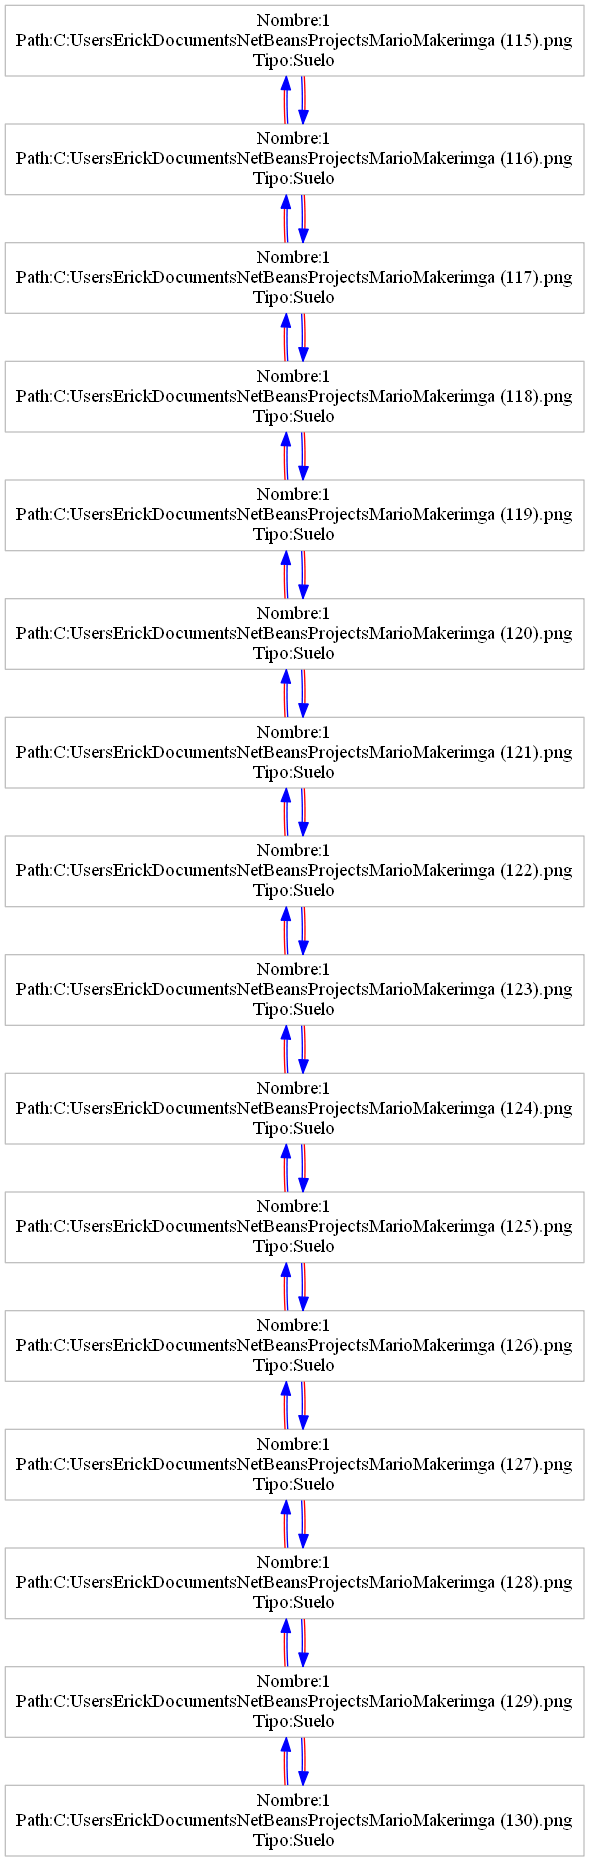 Nombre:1
Path:C:UsersErickDocumentsNetBeansProjectsMarioMakerimga (115).png
Tipo:Suelo
Nombre:1
Path:C:UsersErickDocumentsNetBeansProjectsMarioMakerimga (116).png
Tipo:Suelo
Nombre:1
Path:C:UsersErickDocumentsNetBeansProjectsMarioMakerimga (117).png
Tipo:Suelo
Nombre:1
Path:C:UsersErickDocumentsNetBeansProjectsMarioMakerimga (118).png
Tipo:Suelo
Nombre:1
Path:C:UsersErickDocumentsNetBeansProjectsMarioMakerimga (119).png
Tipo:Suelo
Nombre:1
Path:C:UsersErickDocumentsNetBeansProjectsMarioMakerimga (120).png
Tipo:Suelo
Nombre:1
Path:C:UsersErickDocumentsNetBeansProjectsMarioMakerimga (121).png
Tipo:Suelo
Nombre:1
Path:C:UsersErickDocumentsNetBeansProjectsMarioMakerimga (122).png
Tipo:Suelo
Nombre:1
Path:C:UsersErickDocumentsNetBeansProjectsMarioMakerimga (123).png
Tipo:Suelo
Nombre:1
Path:C:UsersErickDocumentsNetBeansProjectsMarioMakerimga (124).png
Tipo:Suelo
Nombre:1
Path:C:UsersErickDocumentsNetBeansProjectsMarioMakerimga (125).png
Tipo:Suelo
Nombre:1
Path:C:UsersErickDocumentsNetBeansProjectsMarioMakerimga (126).png
Tipo:Suelo
Nombre:1
Path:C:UsersErickDocumentsNetBeansProjectsMarioMakerimga (127).png
Tipo:Suelo
Nombre:1
Path:C:UsersErickDocumentsNetBeansProjectsMarioMakerimga (128).png
Tipo:Suelo
Nombre:1
Path:C:UsersErickDocumentsNetBeansProjectsMarioMakerimga (129).png
Tipo:Suelo
Nombre:1
Path:C:UsersErickDocumentsNetBeansProjectsMarioMakerimga (130).png
Tipo:Suelo